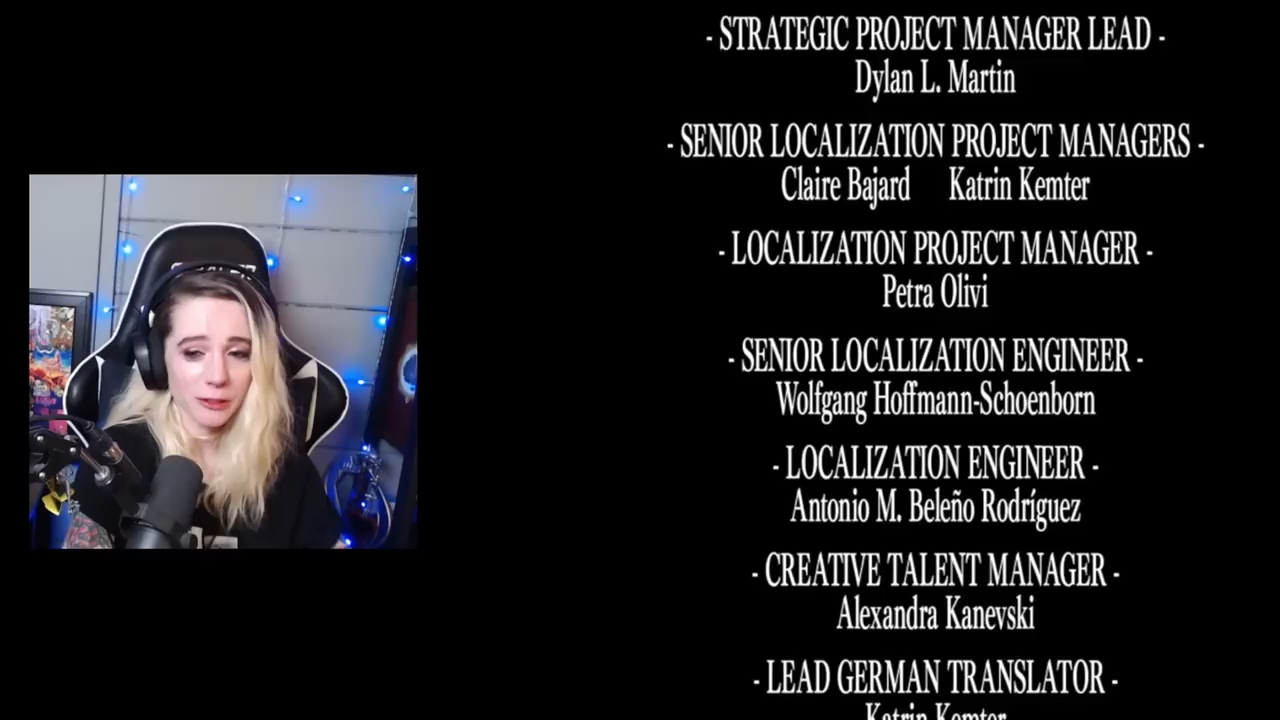 - STRATEGIC PROJECT MANAGER LEAD -
Dylan L. Martin
- SENIOR LOCALIZATION PROJECT MANAGERS -
Claire Bajard Katrin Kemter
- LOCALIZATION PROJECT MANAGER -
Petra Olivi
- SENIOR LOCALIZATION ENGINEER -
Wolfgang Hoffmann-Schoenborn
- LOCALIZATION ENGINEER -
Antonio M. Beleño Rodríguez
- CREATIVE TALENT MANAGER -
Alexandra Kanevski
- LEAD GERMAN TRANSLATOR -
Katrin Kemter